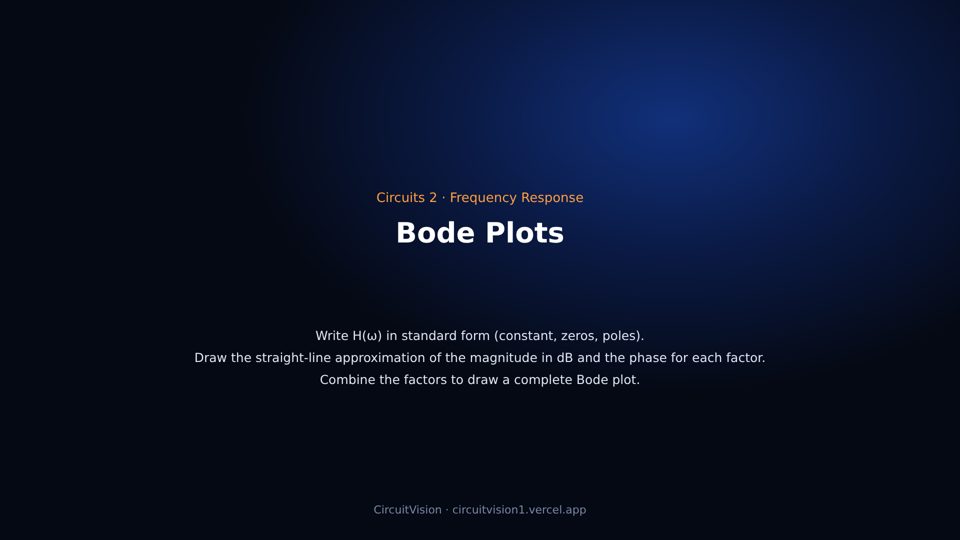 Circuits 2 · Frequency Response
Bode Plots
Write H(ω) in standard form (constant, zeros, poles).
Draw the straight-line approximation of the magnitude in dB and the phase for each factor.
Combine the factors to draw a complete Bode plot.
CircuitVision · circuitvision1.vercel.app